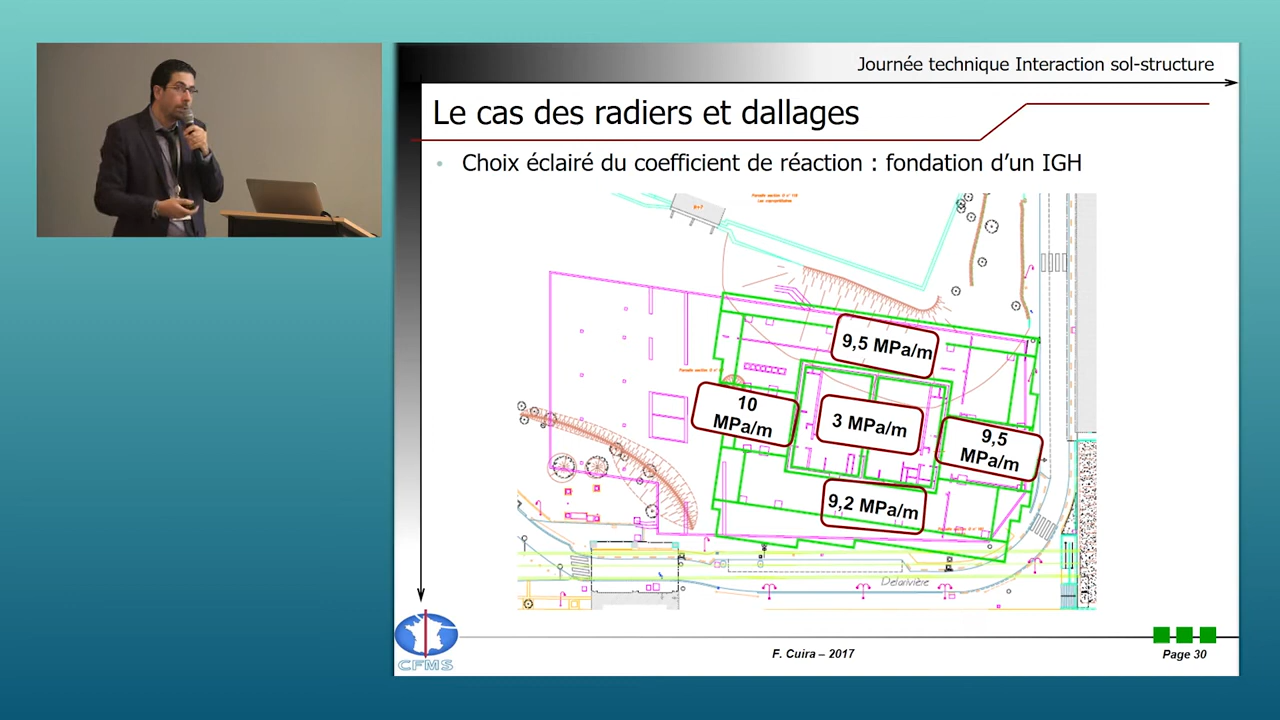 Journée technique Interaction sol-structure
Le cas des radiers et dallages
• Choix éclairé du coefficient de réaction : fondation d'un IGH
9,5 MPa/m
10
MPa/m
3 MPa/m
9,5
MPa/m
9,2 MPa/m
Delarivière
CFMS
F. Cuira – 2017
Page 30